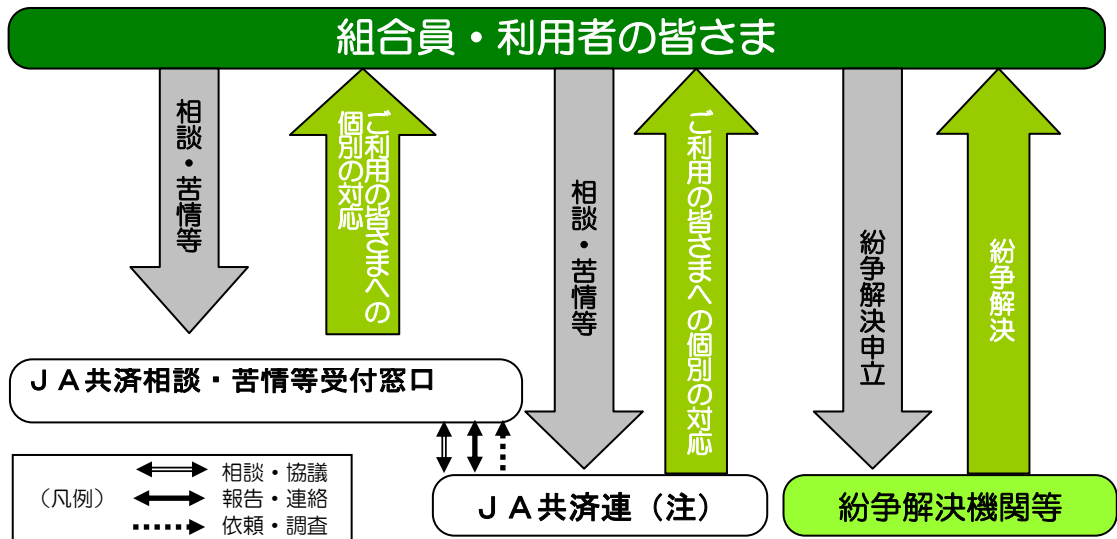 組合員・利用者の皆さま
相談・苦情等
ご利用の皆さまへの
個別の対応
相談・苦情等
ご利用の皆さまへの個別の対応
紛争解決申立
紛争解決
ＪＡ共済相談・苦情等受付窓口
（凡例）
相談・協議
報告・連絡
依頼・調査
ＪＡ共済連（注）
紛争解決機関等